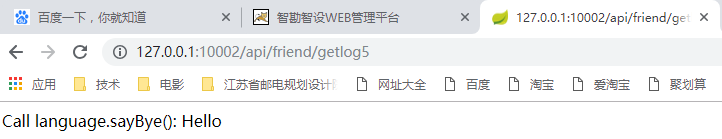 百度一下，你就知道 智勘智设WEB管理平台 127.0.0.1:10002/api/friend/get
127.0.0.1:10002/api/friend/getlog5
应用 技术 电影 江苏省邮电规划设计 网址大全 百度 淘宝 爱淘宝 聚划算
Call language.sayBye(): Hello